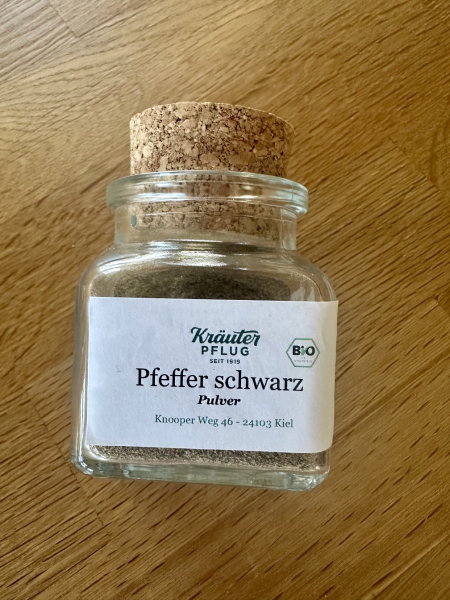 Kräuter
PFLUG
SEIT 1919
BIO
Pfeffer schwarz
Pulver
Knooper Weg 46 - 24103 Kiel